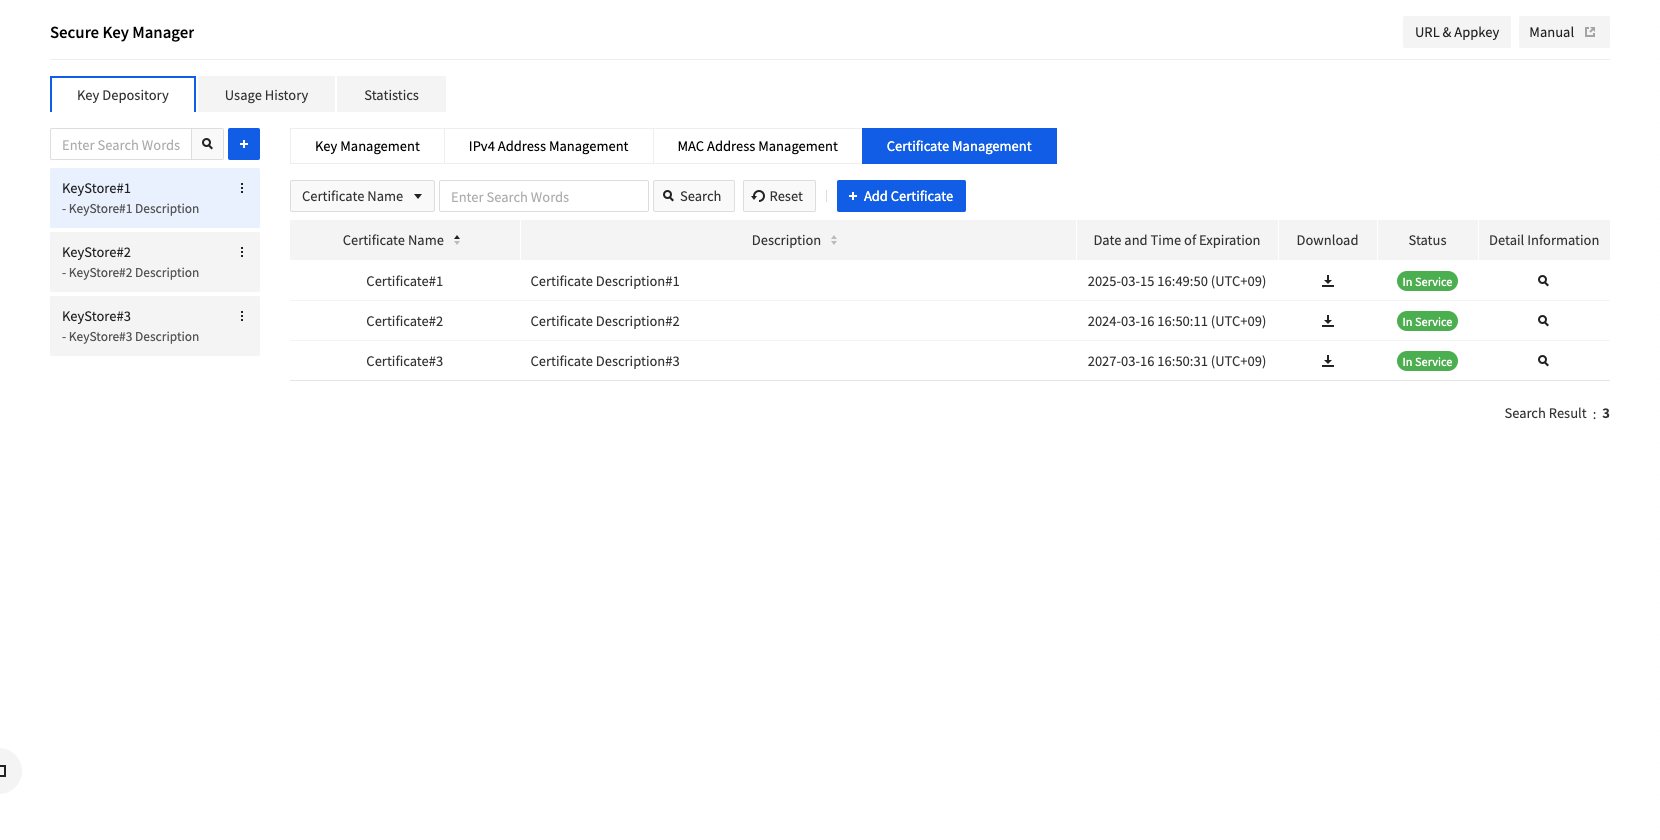 Secure Key Manager
URL & Appkey
Manual
Key Depository
Usage History
Statistics
Enter Search Words
+
KeyStore#1
- KeyStore#1 Description
KeyStore#2
- KeyStore#2 Description
KeyStore#3
- KeyStore#3 Description
Key Management
IPv4 Address Management
MAC Address Management
Certificate Management
Certificate Name
Enter Search Words
Search
Reset
+ Add Certificate
Certificate Name Description Date and Time of Expiration Download Status Detail Information
Certificate#1 Certificate Description#1 2025-03-15 16:49:50 (UTC+09) In Service
Certificate#2 Certificate Description#2 2024-03-16 16:50:11 (UTC+09) In Service
Certificate#3 Certificate Description#3 2027-03-16 16:50:31 (UTC+09) In Service
Search Result : 3